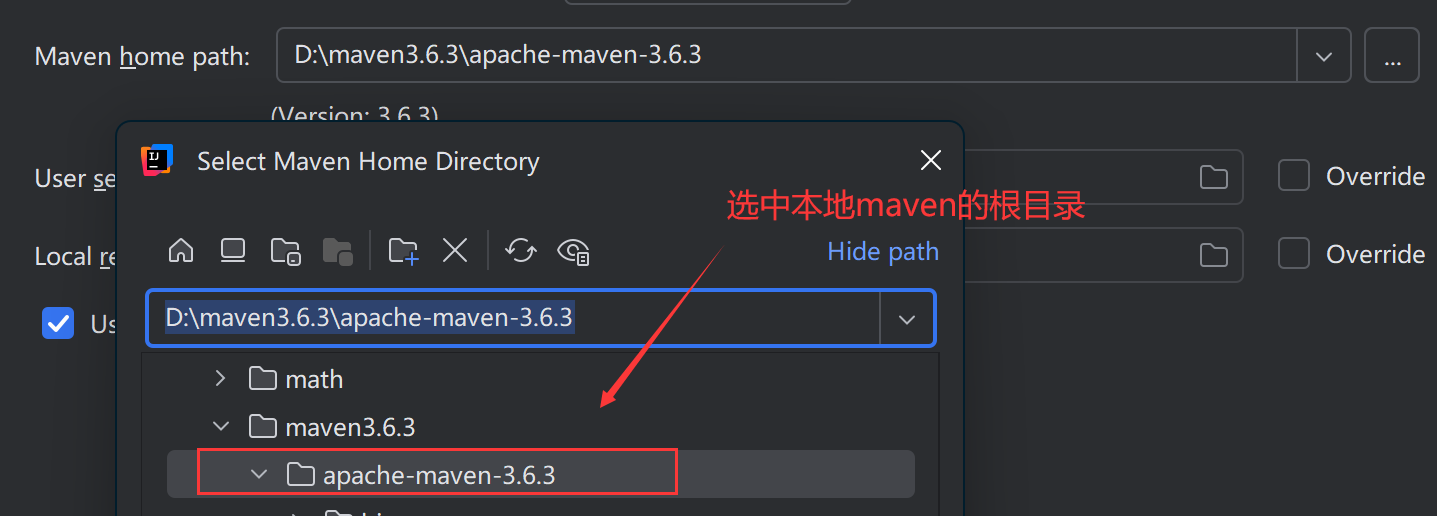 Maven home path:
D:\maven3.6.3\apache-maven-3.6.3
...
(Version: 3.6.3)
Select Maven Home Directory
User se
Override
选中本地maven的根目录
Local re
Hide path
Override
D:\maven3.6.3\apache-maven-3.6.3
Us
math
maven3.6.3
apache-maven-3.6.3